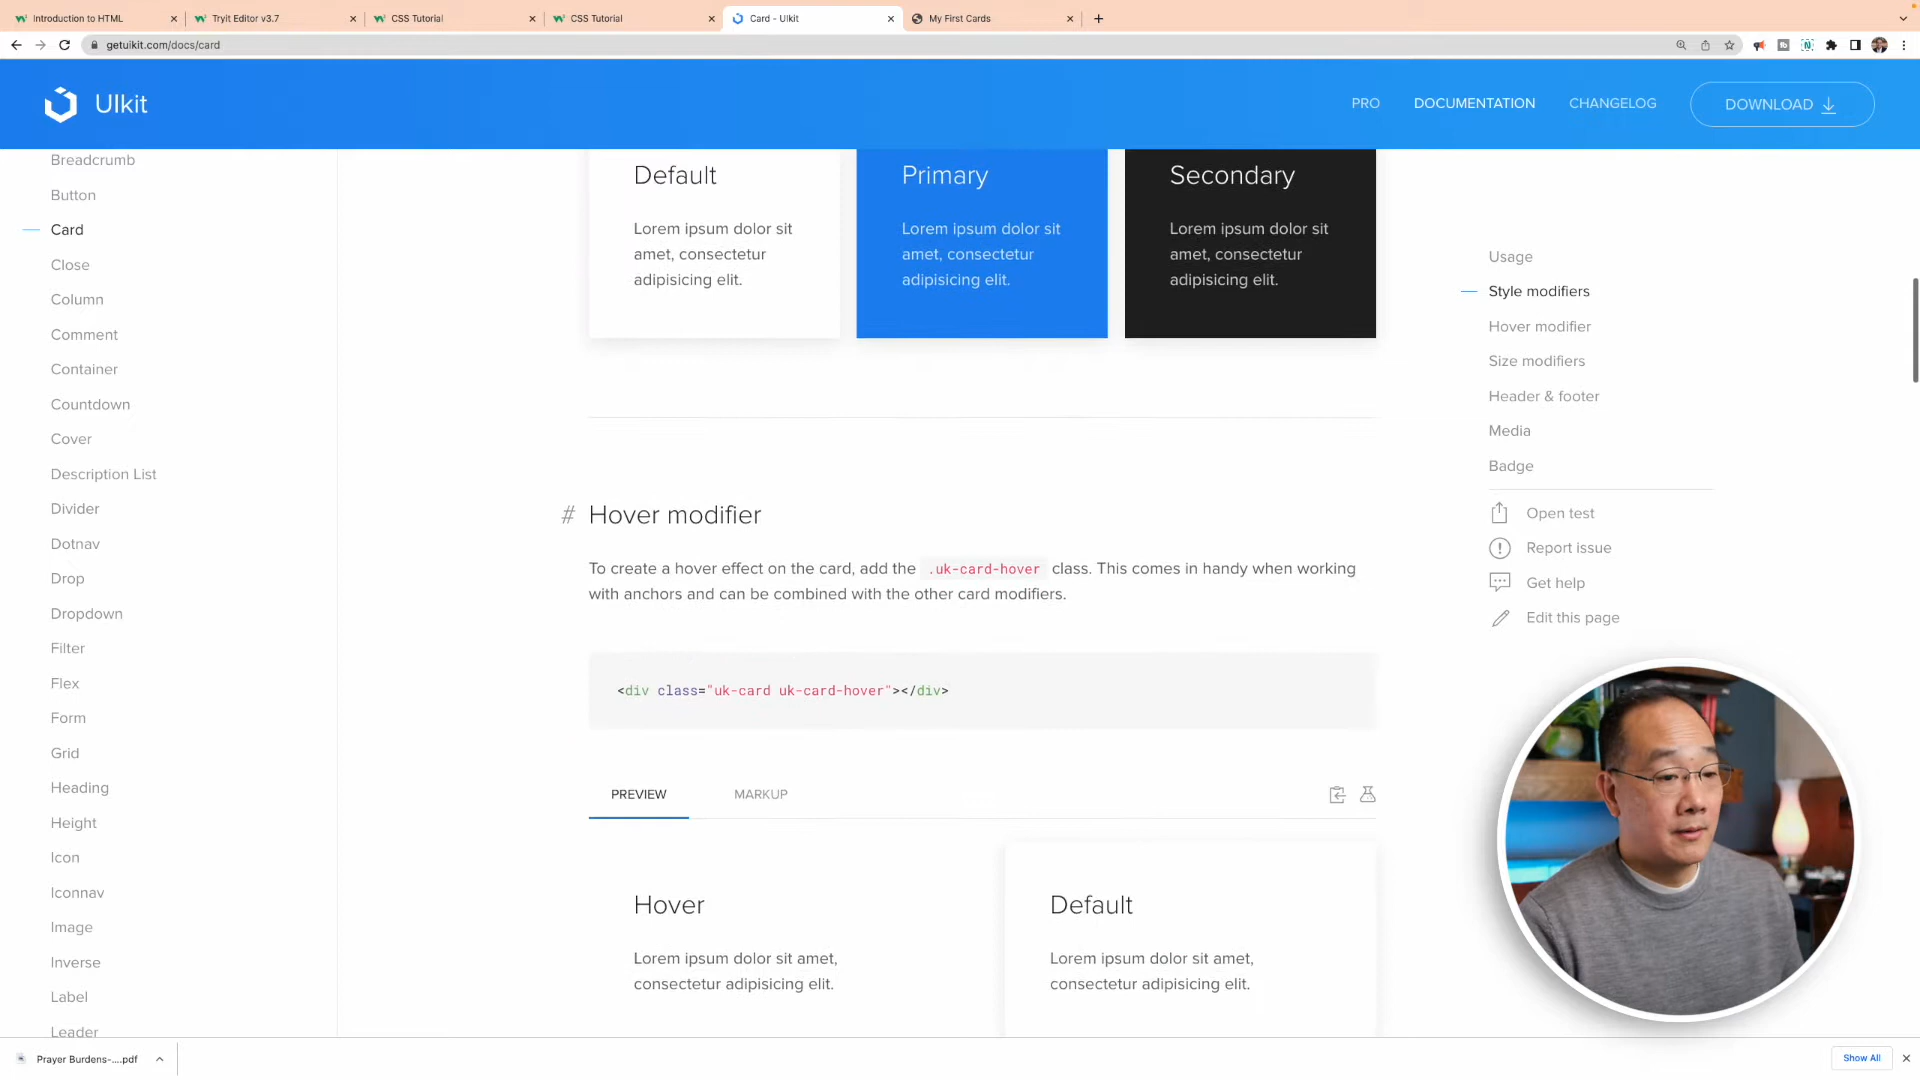 Introduction to HTML
Tryit Editor v3.7
CSS Tutorial
CSS Tutorial
Card - UIkit
My First Cards
getuikit.com/docs/card
UIkit
PRO
DOCUMENTATION
CHANGELOG
DOWNLOAD
Breadcrumb
Button
Card
Close
Column
Comment
Container
Countdown
Cover
Description List
Divider
Dotnav
Drop
Dropdown
Filter
Flex
Form
Grid
Heading
Height
Icon
Iconnav
Image
Inverse
Label
Leader
Default
Lorem ipsum dolor sit
amet, consectetur
adipisicing elit.
Primary
Lorem ipsum dolor sit
amet, consectetur
adipisicing elit.
Secondary
Lorem ipsum dolor sit
amet, consectetur
adipisicing elit.
# Hover modifier
To create a hover effect on the card, add the .uk-card-hover class. This comes in handy when working
with anchors and can be combined with the other card modifiers.
<div class="uk-card uk-card-hover"></div>
PREVIEW
MARKUP
Hover
Lorem ipsum dolor sit amet,
consectetur adipisicing elit.
Default
Lorem ipsum dolor sit amet,
consectetur adipisicing elit.
Usage
Style modifiers
Hover modifier
Size modifiers
Header & footer
Media
Badge
Open test
Report issue
Get help
Edit this page
Prayer Burdens-....pdf
Show All